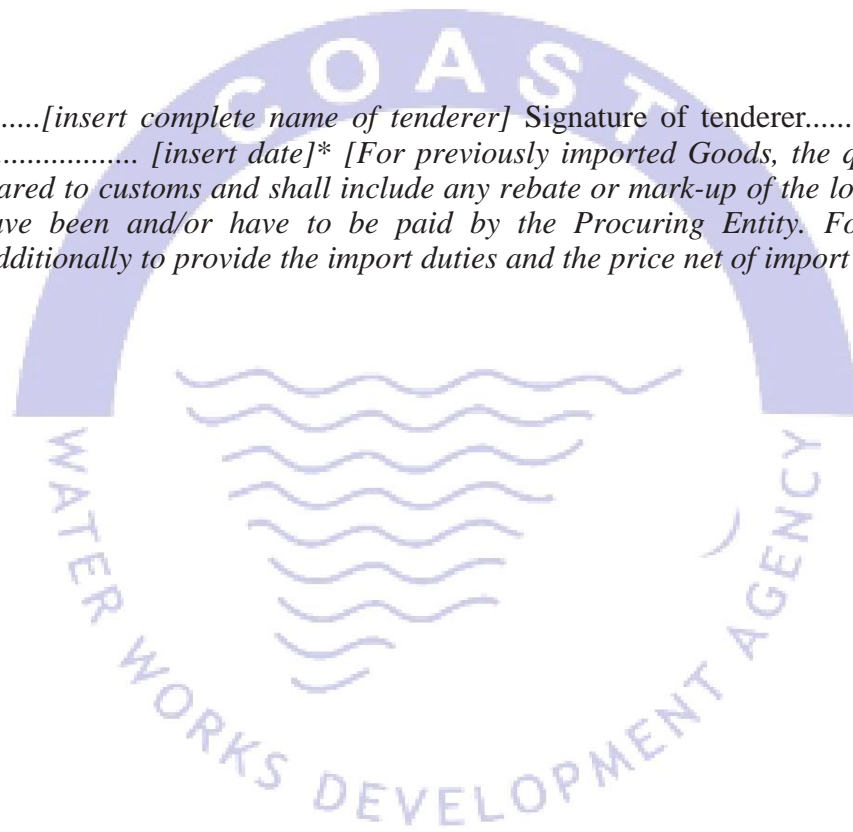 COAST
.....[insert complete name of tenderer] Signature of tenderer......
.................. [insert date]* [For previously imported Goods, the q
ared to customs and shall include any rebate or mark-up of the lo
ave been and/or have to be paid by the Procuring Entity. Fo
dditionally to provide the import duties and the price net of import
WATER WORKS DEVELOPMENT AGENCY